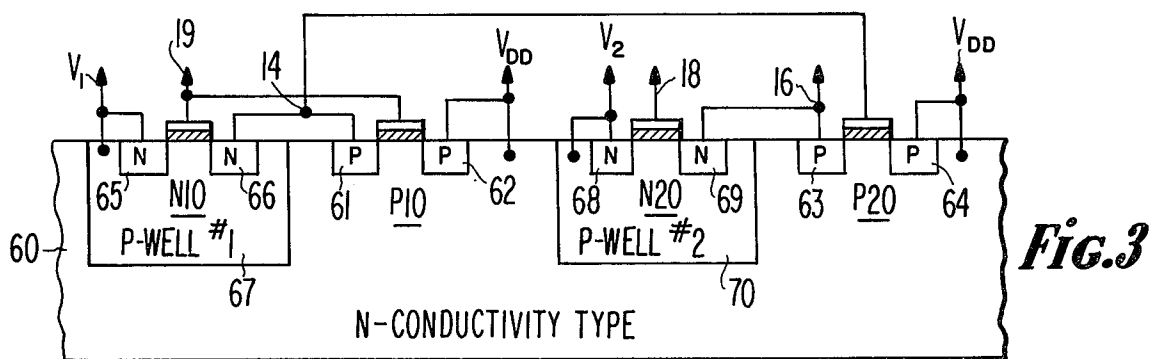 V1 19 14 VDD V2 18 16 VDD
N N P P N N P P
65 N10 66 61 P10 62 68 N20 69 63 P20 64
60 P-WELL #1 P-WELL #2
67 70
N-CONDUCTIVITY TYPE
FIG.3